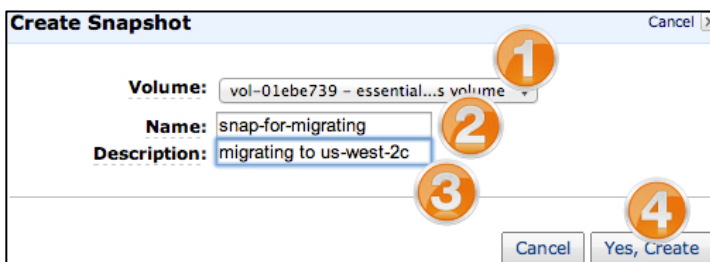 Create Snapshot Cancel X
1
Volume: vol-01ebe739 – essential...s volume
2
Name: snap-for-migrating
Description: migrating to us-west-2c
3
4
Cancel Yes, Create